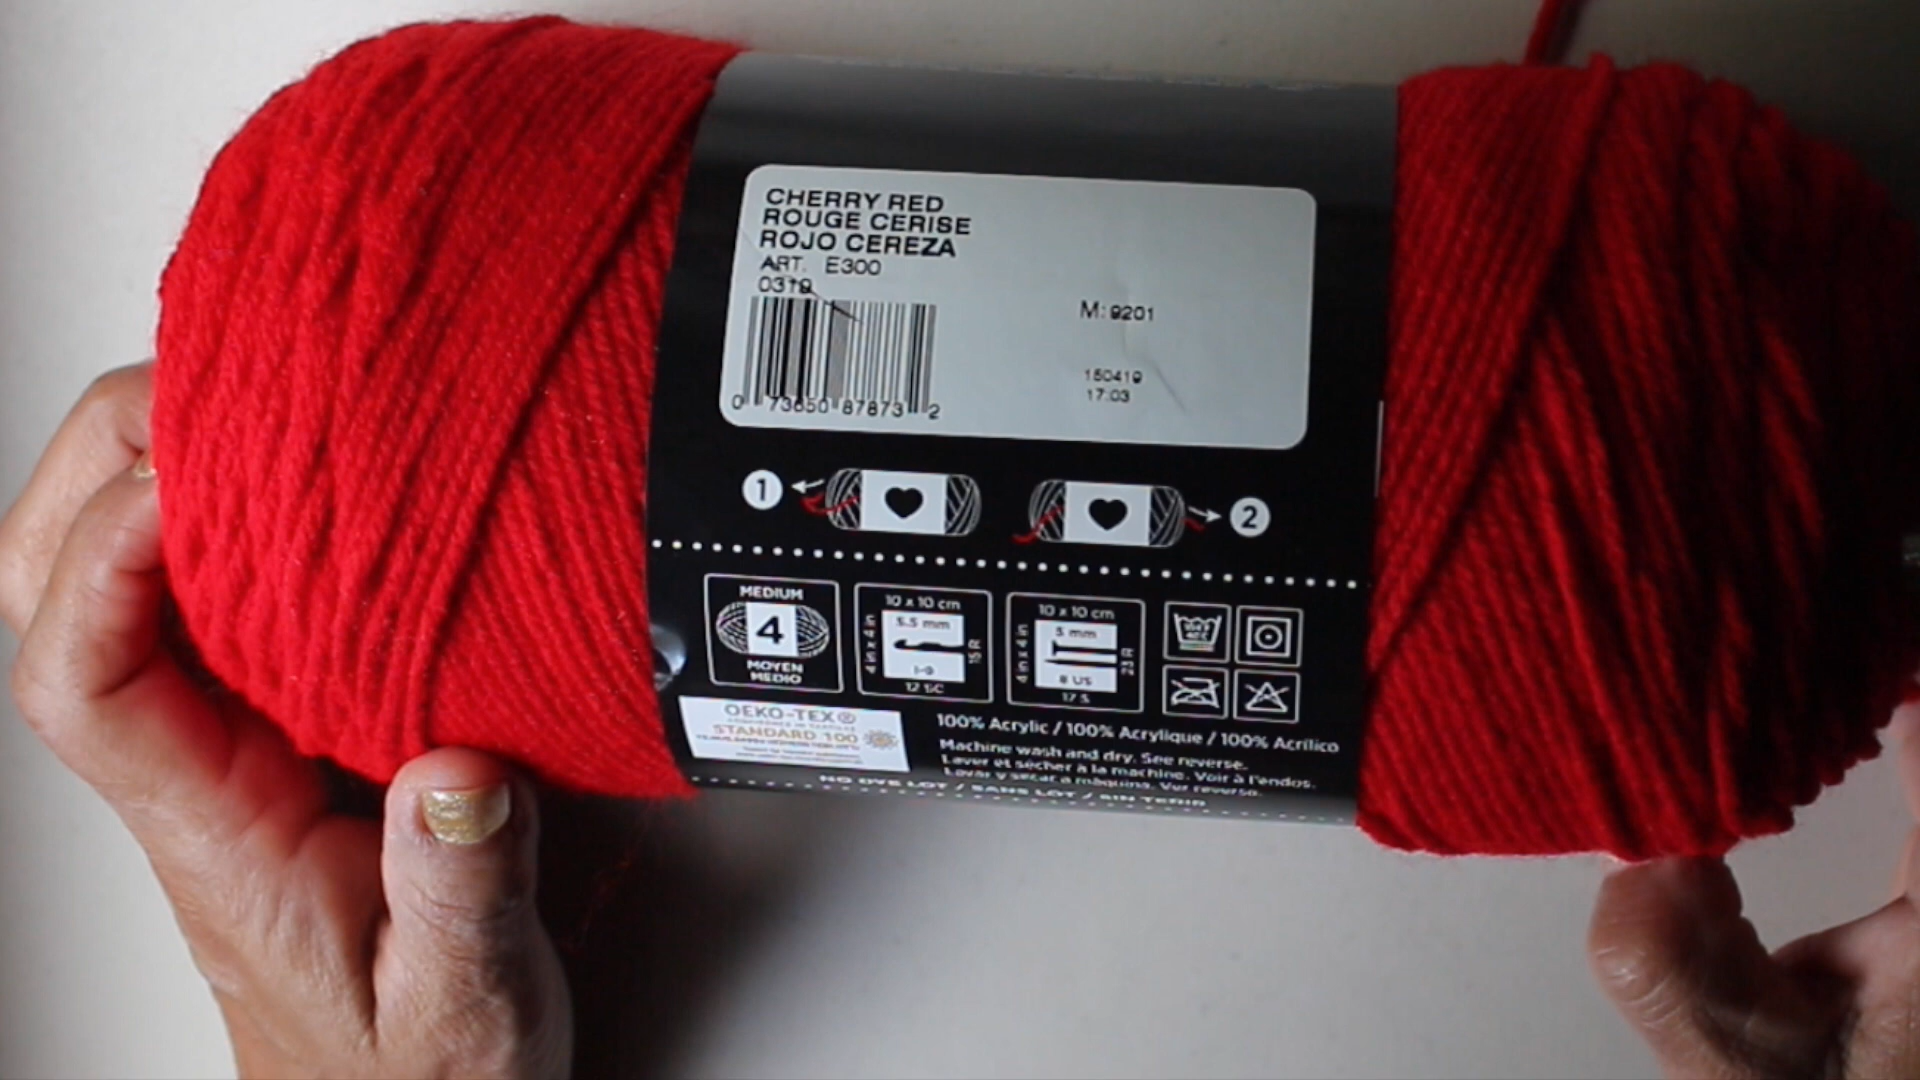 CHERRY RED
ROUGE CERISE
ROJO CEREZA
ART. E300
0319
M: 9201
150419
17:03
0 73650 87873 2
1
2
MEDIUM
4
MOYEN
MEDIO
10 x 10 cm
4 in x 4 in
5.5 mm
I-9
15 R
12 SC
10 x 10 cm
4 in x 4 in
5 mm
8 US
23 R
17 S
OEKO-TEX®
STANDARD 100
100% Acrylic / 100% Acrylique / 100% Acrílico
Machine wash and dry. See reverse.
Laver et sécher à la machine. Voir à l'endos.
Lavar y secar a máquina. Ver reverso.
NO DYE LOT / SANS LOT / SIN TEÑIR